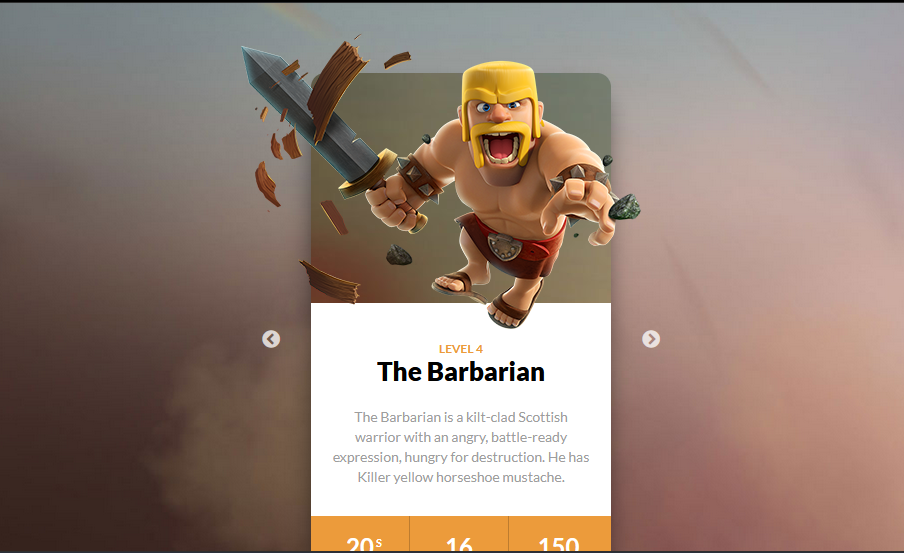 LEVEL 4
The Barbarian
The Barbarian is a kilt-clad Scottish
warrior with an angry, battle-ready
expression, hungry for destruction. He has
Killer yellow horseshoe mustache.
20S 16 150